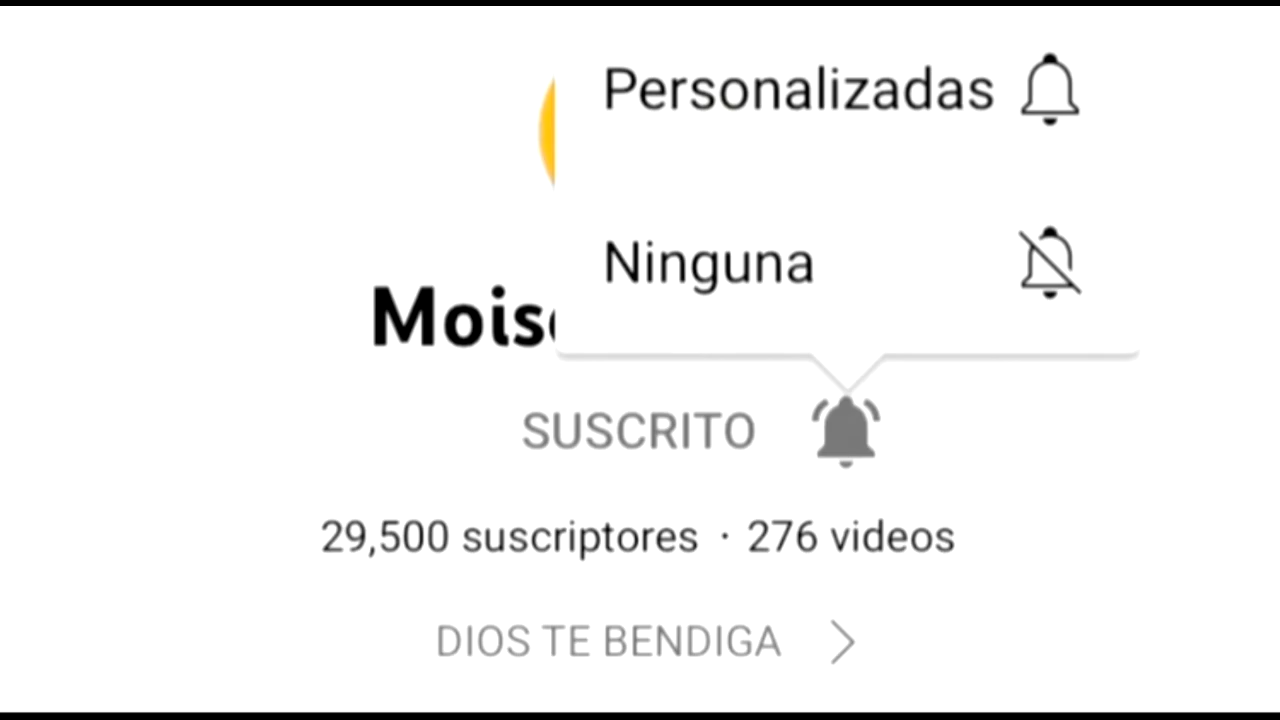 Personalizadas
Ninguna
SUSCRITO
29,500 suscriptores · 276 videos
DIOS TE BENDIGA